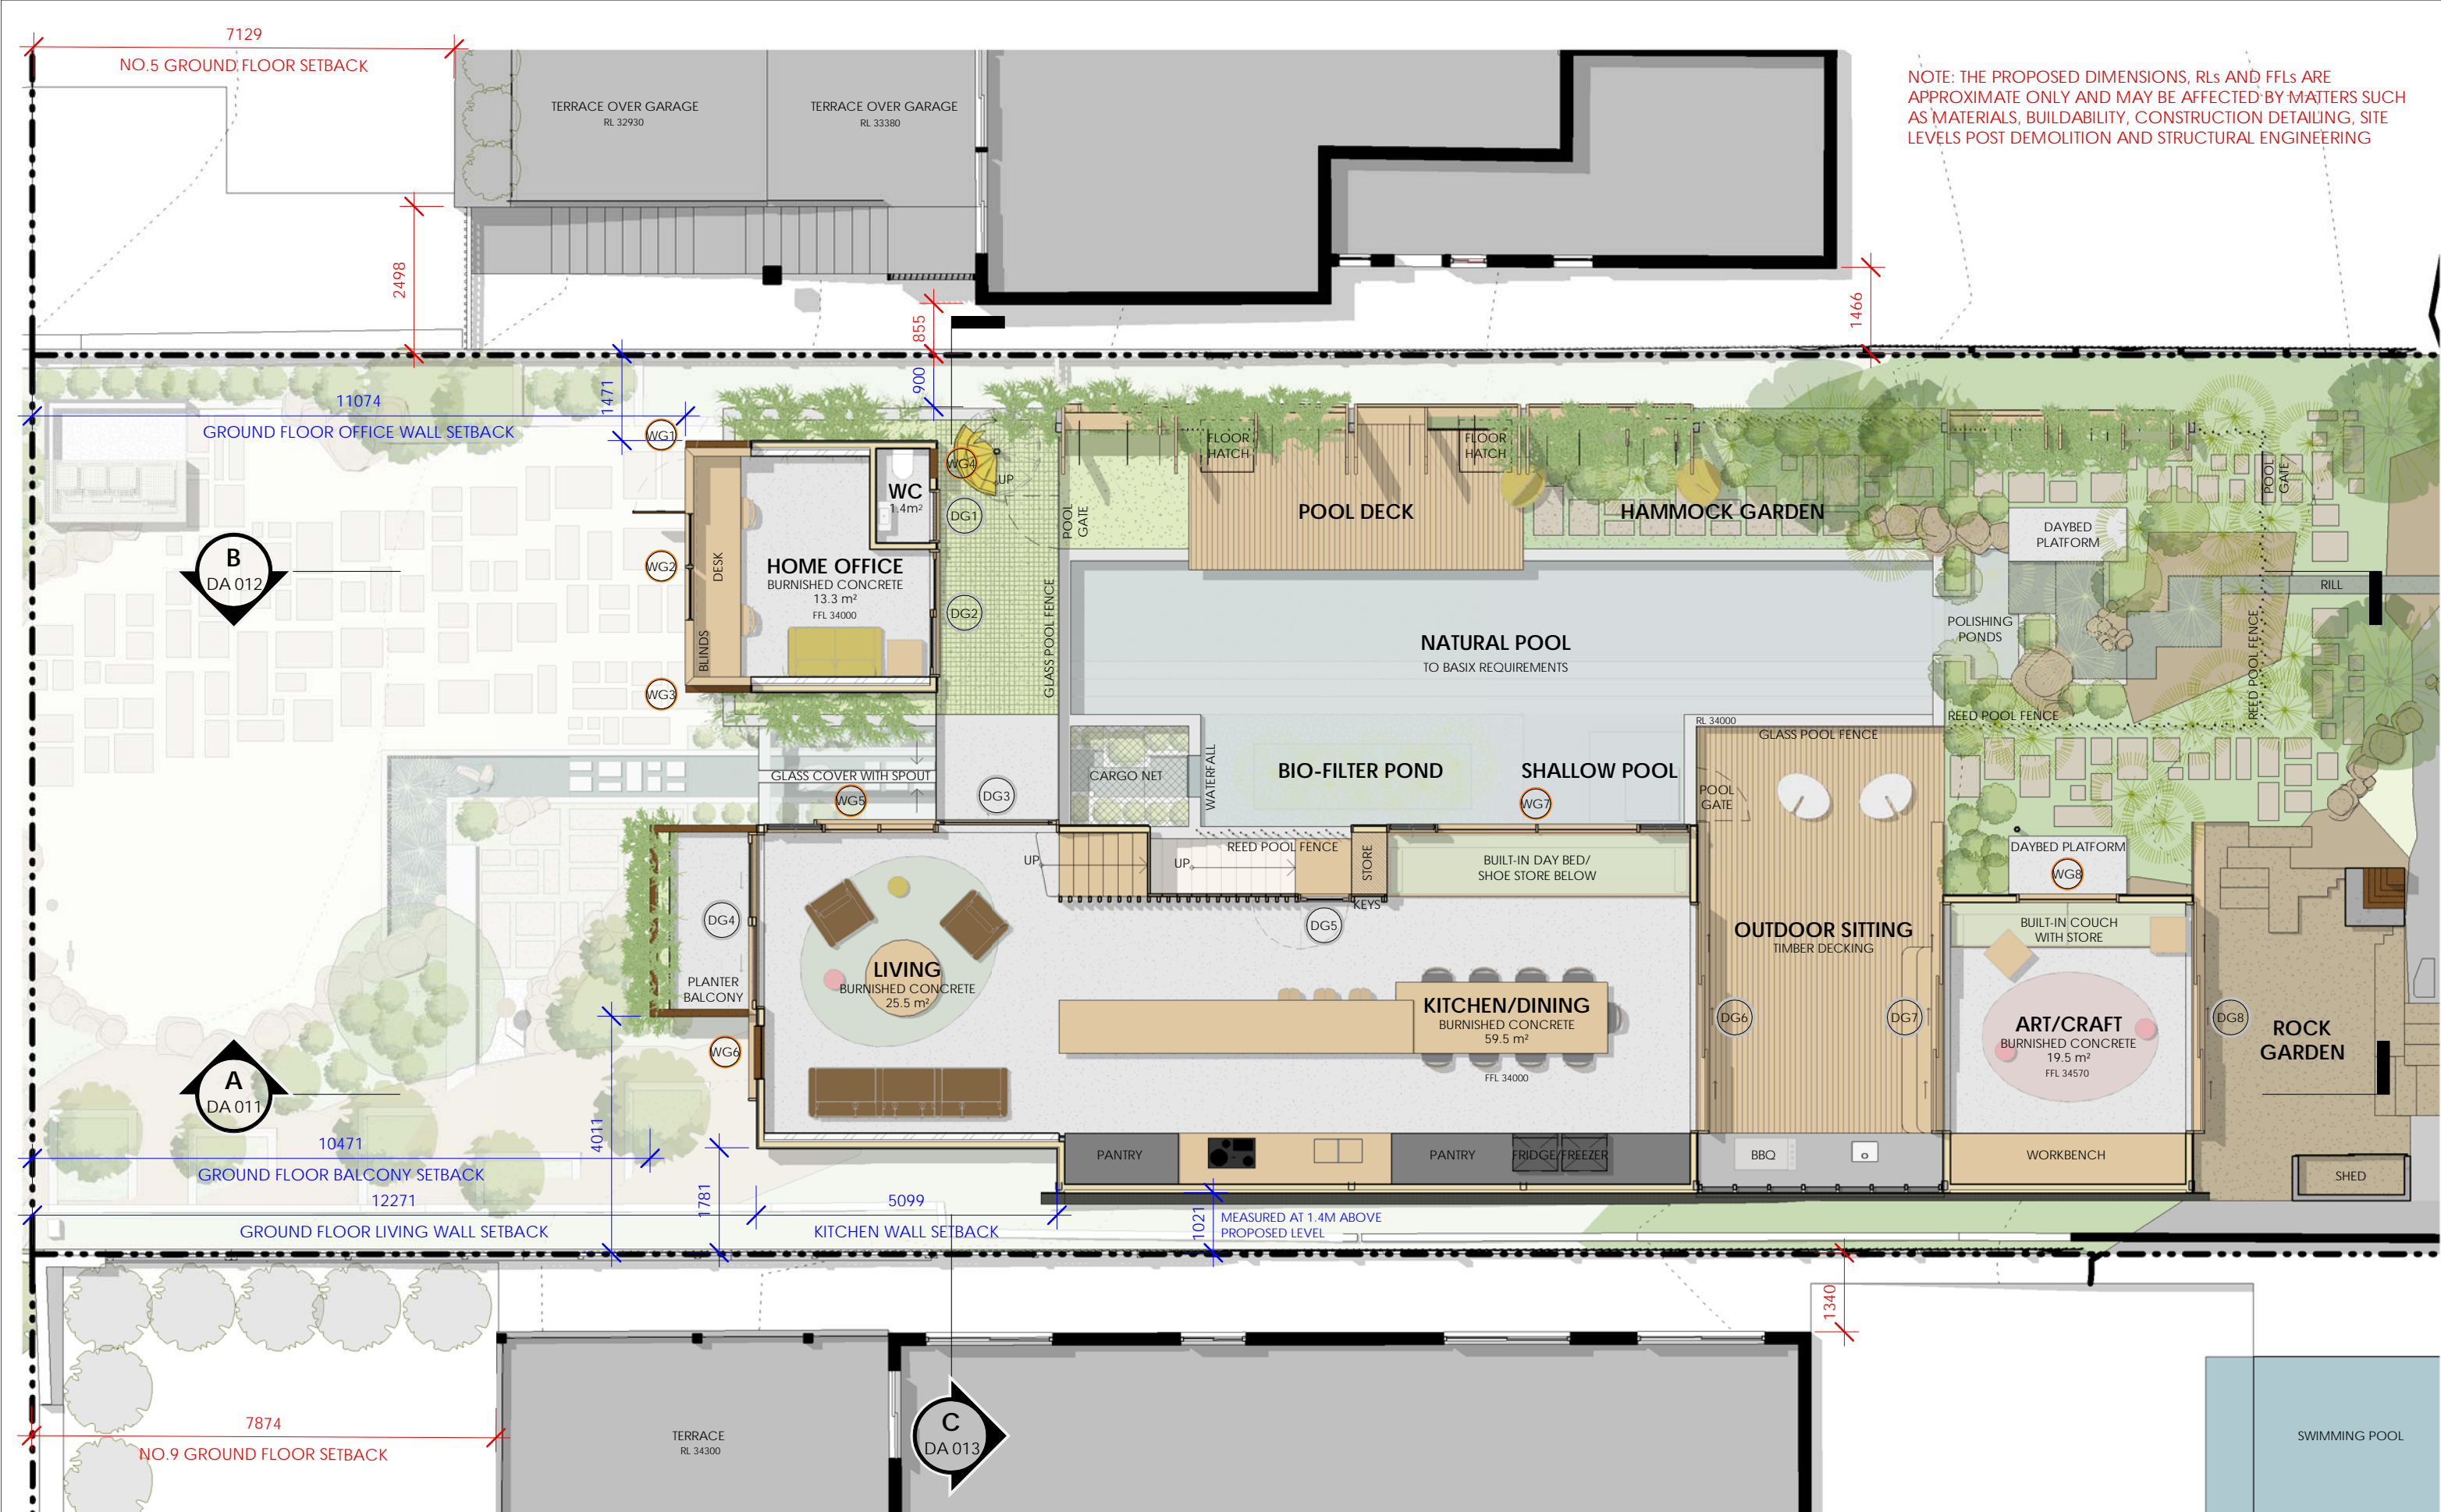 7129
NO.5 GROUND FLOOR SETBACK
TERRACE OVER GARAGE
RL 32930
TERRACE OVER GARAGE
RL 33380
NOTE: THE PROPOSED DIMENSIONS, RLs AND FFLs ARE
APPROXIMATE ONLY AND MAY BE AFFECTED BY MATTERS SUCH
AS MATERIALS, BUILDABILITY, CONSTRUCTION DETAILING, SITE
LEVELS POST DEMOLITION AND STRUCTURAL ENGINEERING
2498
855
1466
11074
GROUND FLOOR OFFICE WALL SETBACK
1471
900
WG1
WG4
UP
WC
1.4m²
DG1
POOL
GATE
FLOOR
HATCH
FLOOR
HATCH
POOL DECK
HAMMOCK GARDEN
DAYBED
PLATFORM
POOL
GATE
B
DA 012
WG2
DESK
HOME OFFICE
BURNISHED CONCRETE
13.3 m²
FFL 34000
DG2
GLASS POOL FENCE
RILL
BLINDS
WG3
NATURAL POOL
TO BASIX REQUIREMENTS
POLISHING
PONDS
REED POOL FENCE
REED POOL FENCE
RL 34000
GLASS POOL FENCE
GLASS COVER WITH SPOUT
WG5
DG3
CARGO NET
WATERFALL
BIO-FILTER POND
SHALLOW POOL
WG7
POOL
GATE
UP
UP
REED POOL FENCE
STORE
BUILT-IN DAY BED/
SHOE STORE BELOW
KEYS
DG5
DAYBED PLATFORM
WG8
BUILT-IN COUCH
WITH STORE
DG4
PLANTER
BALCONY
LIVING
BURNISHED CONCRETE
25.5 m²
KITCHEN/DINING
BURNISHED CONCRETE
59.5 m²
FFL 34000
OUTDOOR SITTING
TIMBER DECKING
DG6
DG7
ART/CRAFT
BURNISHED CONCRETE
19.5 m²
FFL 34570
DG8
ROCK
GARDEN
WG6
A
DA 011
4011
10471
GROUND FLOOR BALCONY SETBACK
PANTRY
PANTRY
FRIDGE/FREEZER
BBQ
WORKBENCH
SHED
12271
GROUND FLOOR LIVING WALL SETBACK
1781
5099
KITCHEN WALL SETBACK
1021
MEASURED AT 1.4M ABOVE
PROPOSED LEVEL
1340
7874
NO.9 GROUND FLOOR SETBACK
TERRACE
RL 34300
C
DA 013
SWIMMING POOL